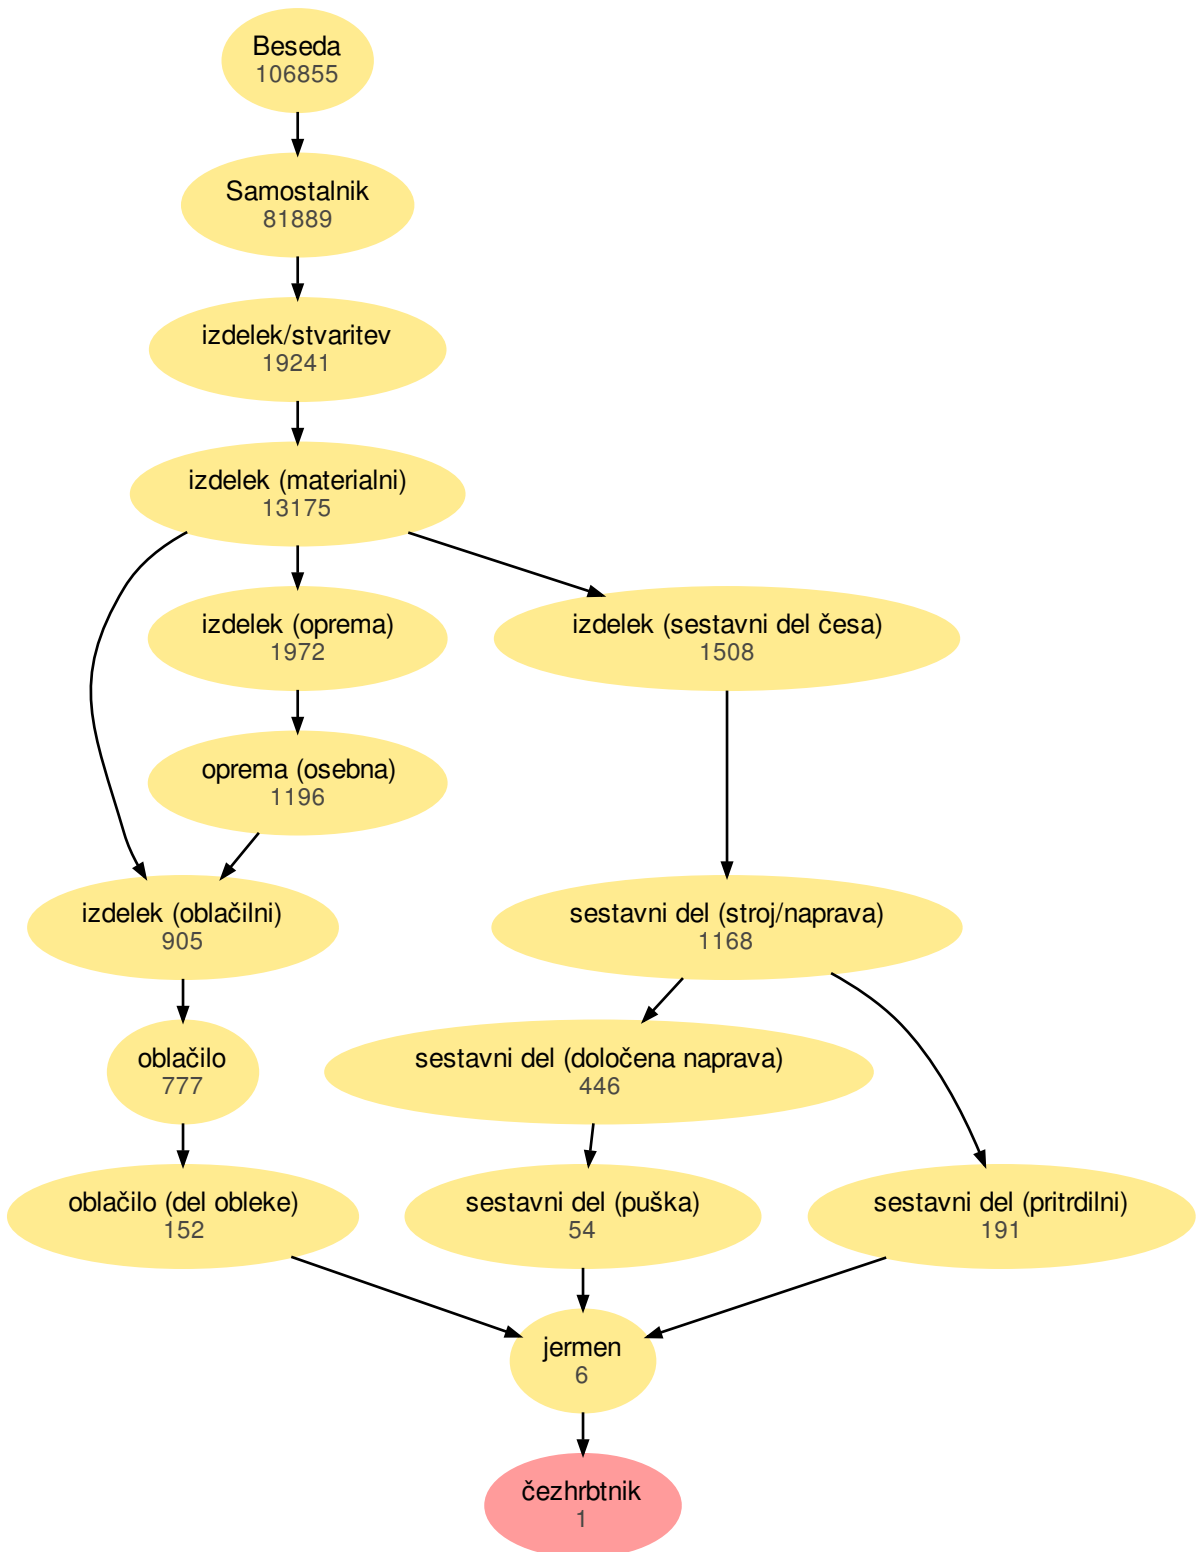 Beseda
106855
Samostalnik
81889
izdelek/stvaritev
19241
izdelek (materialni)
13175
izdelek (oprema)
1972
izdelek (sestavni del česa)
1508
oprema (osebna)
1196
izdelek (oblačilni)
905
sestavni del (stroj/naprava)
1168
oblačilo
777
sestavni del (določena naprava)
446
oblačilo (del obleke)
152
sestavni del (puška)
54
sestavni del (pritrdilni)
191
jermen
6
čezhrbtnik
1